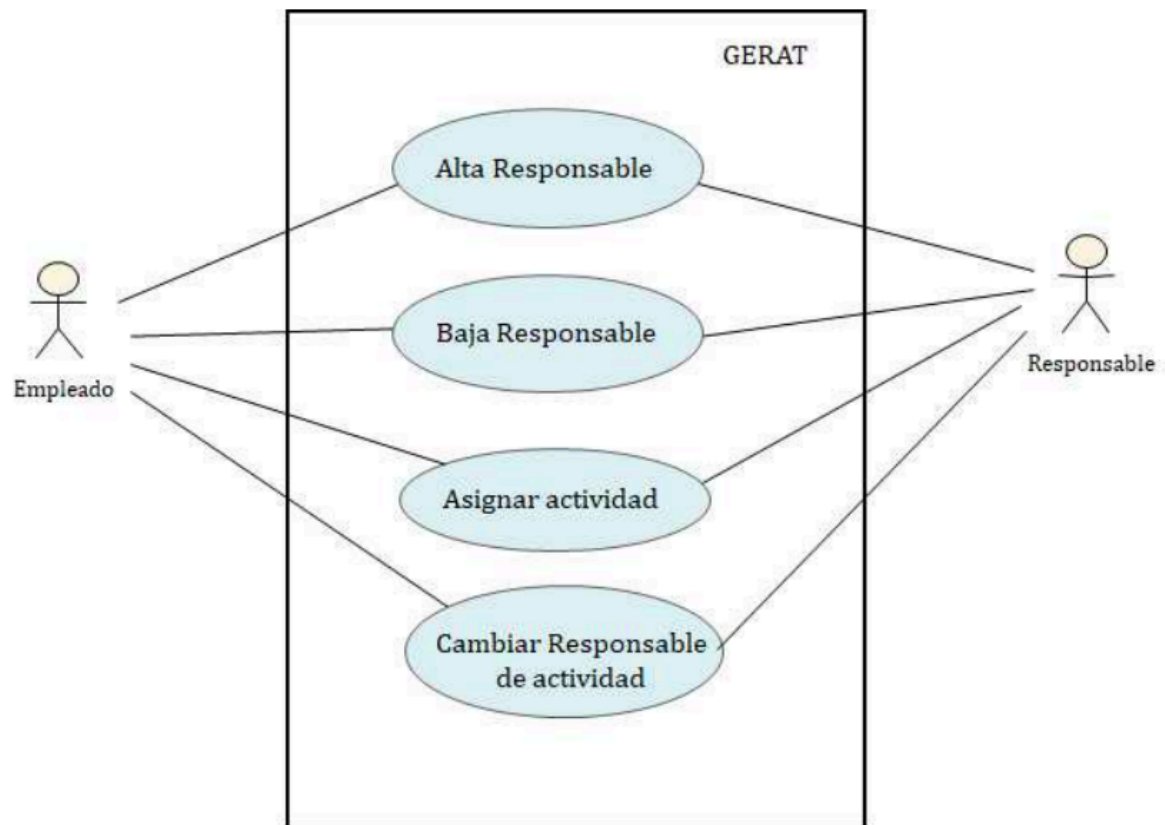 GERAT
Alta Responsable
Baja Responsable
Empleado
Responsable
Asignar actividad
Cambiar Responsable
de actividad